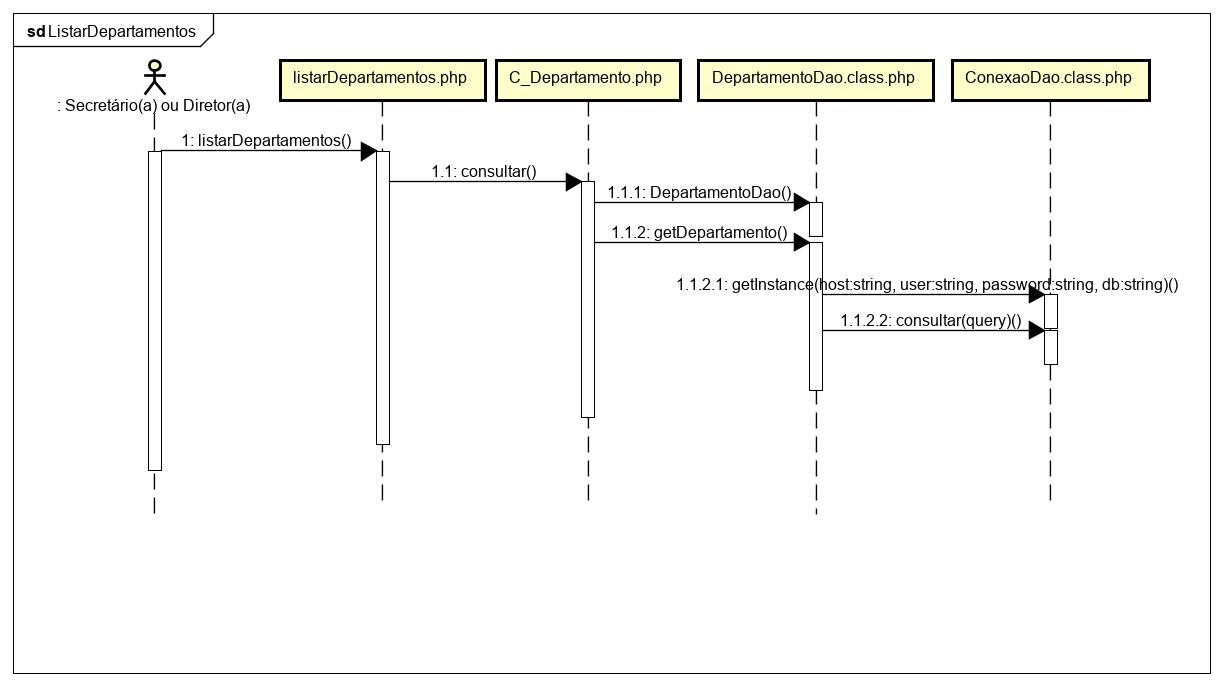 sd ListarDepartamentos
: Secretário(a) ou Diretor(a)
listarDepartamentos.php
C_Departamento.php
DepartamentoDao.class.php
ConexaoDao.class.php
1: listarDepartamentos()
1.1: consultar()
1.1.1: DepartamentoDao()
1.1.2: getDepartamento()
1.1.2.1: getInstance(host:string, user:string, password:string, db:string)()
1.1.2.2: consultar(query)()